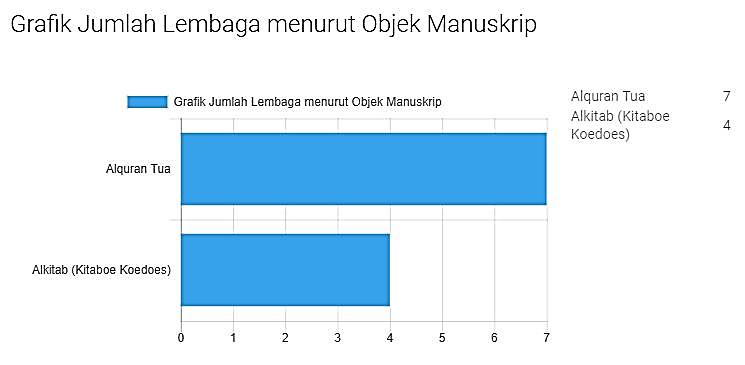 Grafik Jumlah Lembaga menurut Objek Manuskrip
Grafik Jumlah Lembaga menurut Objek Manuskrip
Alquran Tua
Alkitab (Kitaboe Koedoes)
0 1 2 3 4 5 6 7
Alquran Tua 7
Alkitab (Kitaboe
Koedoes) 4